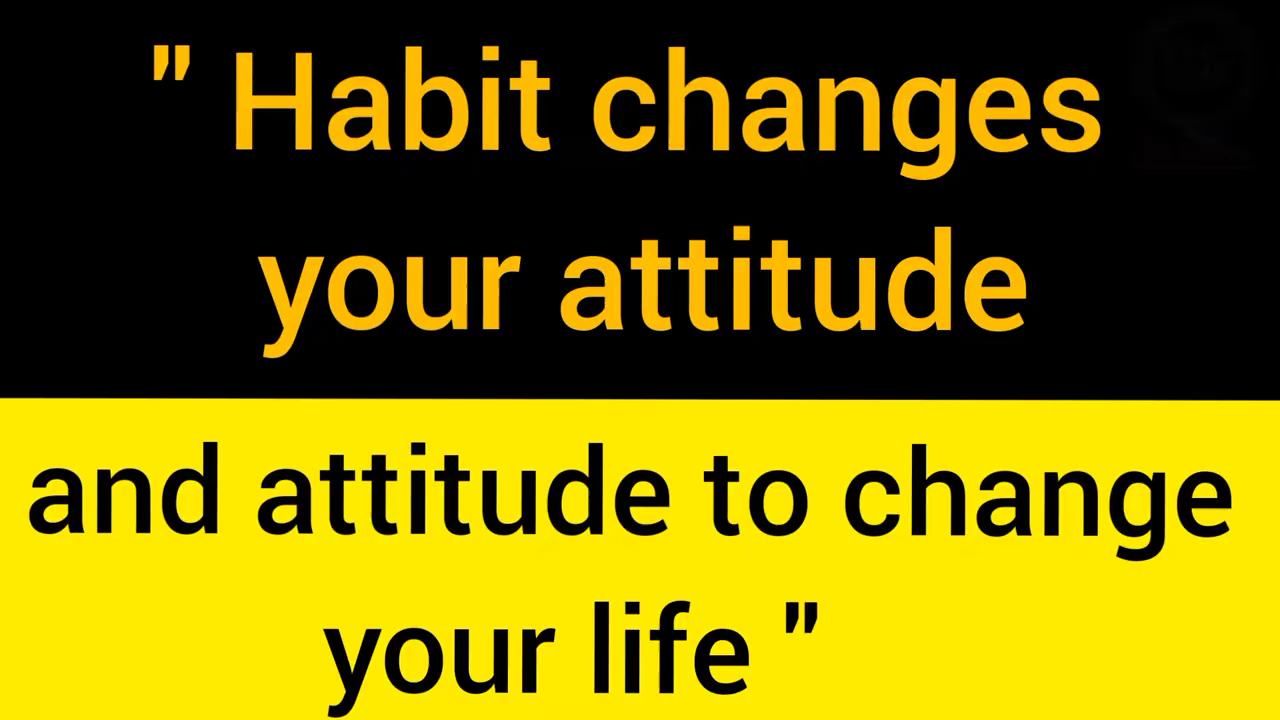 " Habit changes
your attitude
and attitude to change
your life "